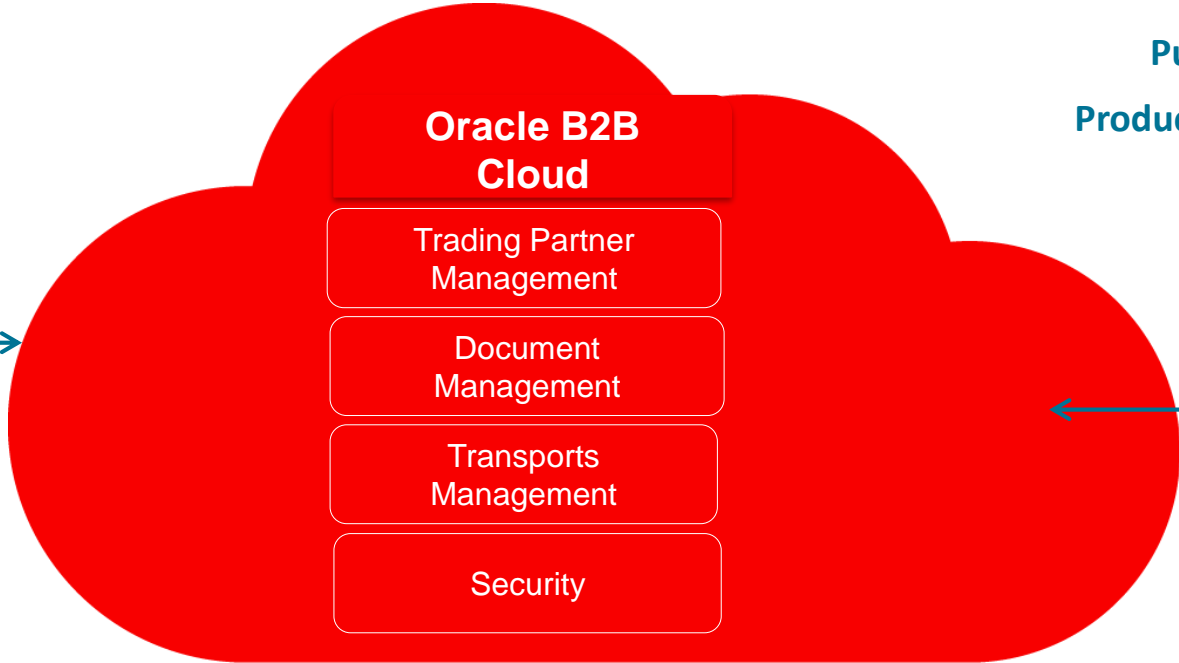 Oracle B2B
Cloud
Trading Partner
Management
Document
Management
Transports
Management
Security